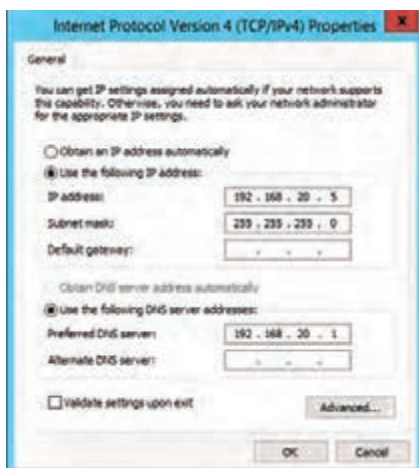 Internet Protocol Version 4 (TCP/IPv4) Properties
x
General
You can get IP settings assigned automatically if your network supports
this capability. Otherwise, you need to ask your network administrator
for the appropriate IP settings.
Obtain an IP address automatically
Use the following IP address:
IP address: 192 . 168 . 20 . 5
Subnet mask: 255 . 255 . 255 . 0
Default gateway: . . .
Obtain DNS server address automatically
Use the following DNS server addresses:
Preferred DNS server: 192 . 168 . 20 . 1
Alternate DNS server: . . .
Validate settings upon exit
Advanced...
OK Cancel